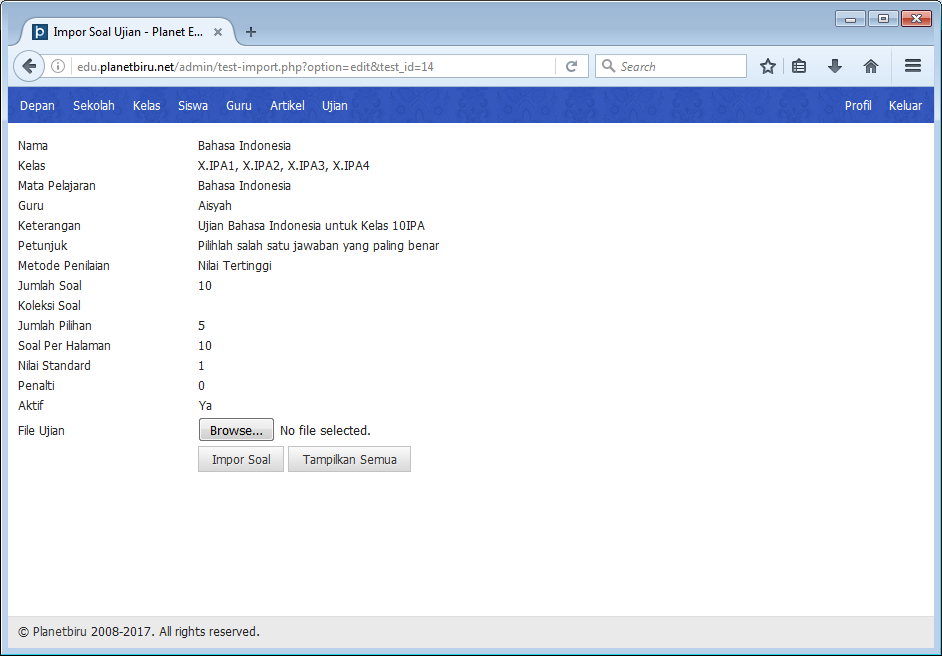 Impor Soal Ujian - Planet E...
edu.planetbiru.net/admin/test-import.php?option=edit&test_id=14
Search
Depan Sekolah Kelas Siswa Guru Artikel Ujian Profil Keluar
Nama Bahasa Indonesia
Kelas X.IPA1, X.IPA2, X.IPA3, X.IPA4
Mata Pelajaran Bahasa Indonesia
Guru Aisyah
Keterangan Ujian Bahasa Indonesia untuk Kelas 10IPA
Petunjuk Pilihlah salah satu jawaban yang paling benar
Metode Penilaian Nilai Tertinggi
Jumlah Soal 10
Koleksi Soal
Jumlah Pilihan 5
Soal Per Halaman 10
Nilai Standard 1
Penalti 0
Aktif Ya
File Ujian Browse... No file selected.
Impor Soal Tampilkan Semua
© Planetbiru 2008-2017. All rights reserved.